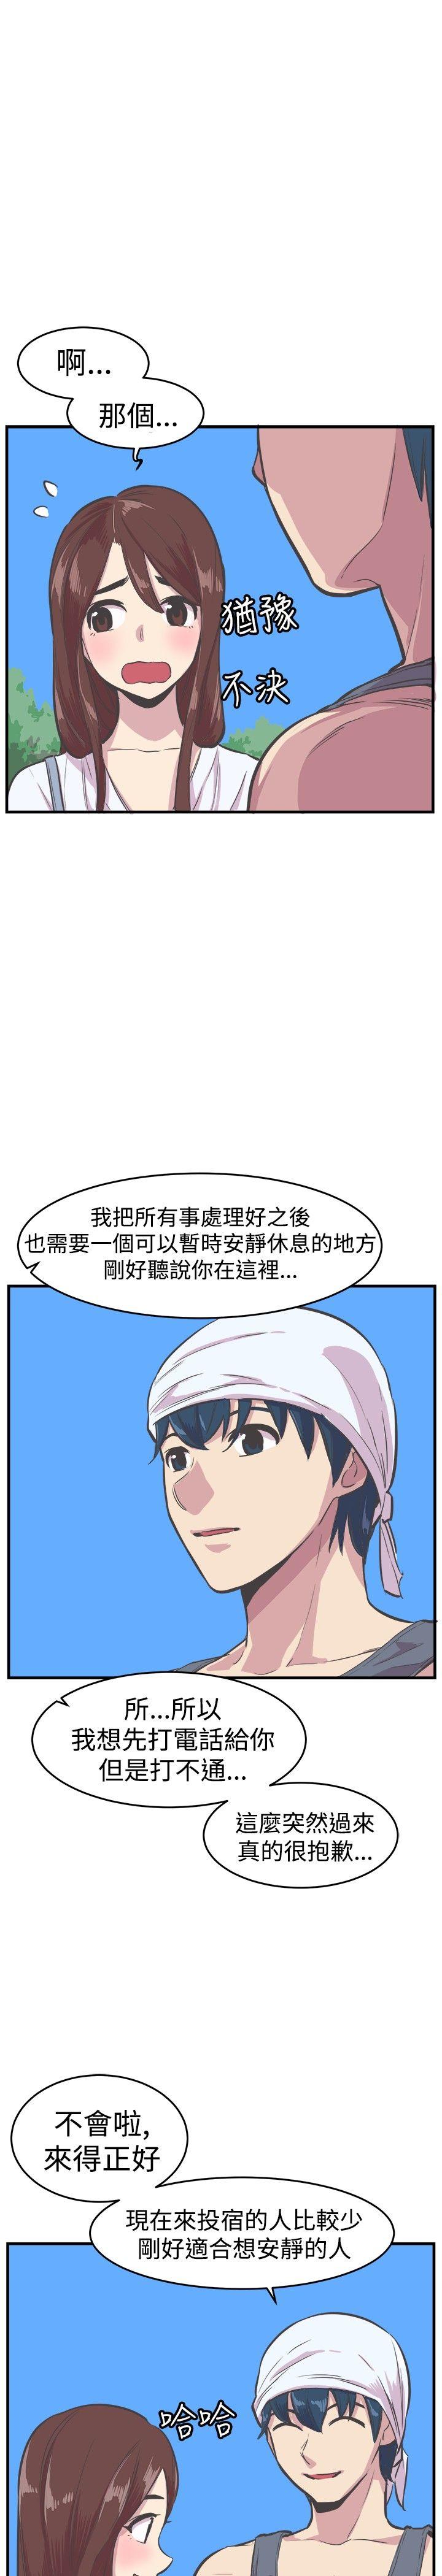 啊...
那個...
猶豫
不決
我把所有事處理好之後
也需要一個可以暫時安靜休息的地方
剛好聽說你在這裡...
所...所以
我想先打電話給你
但是打不通...
這麼突然過來
真的很抱歉...
不會啦,
來得正好
現在來投宿的人比較少
剛好適合想安靜的人
哈哈